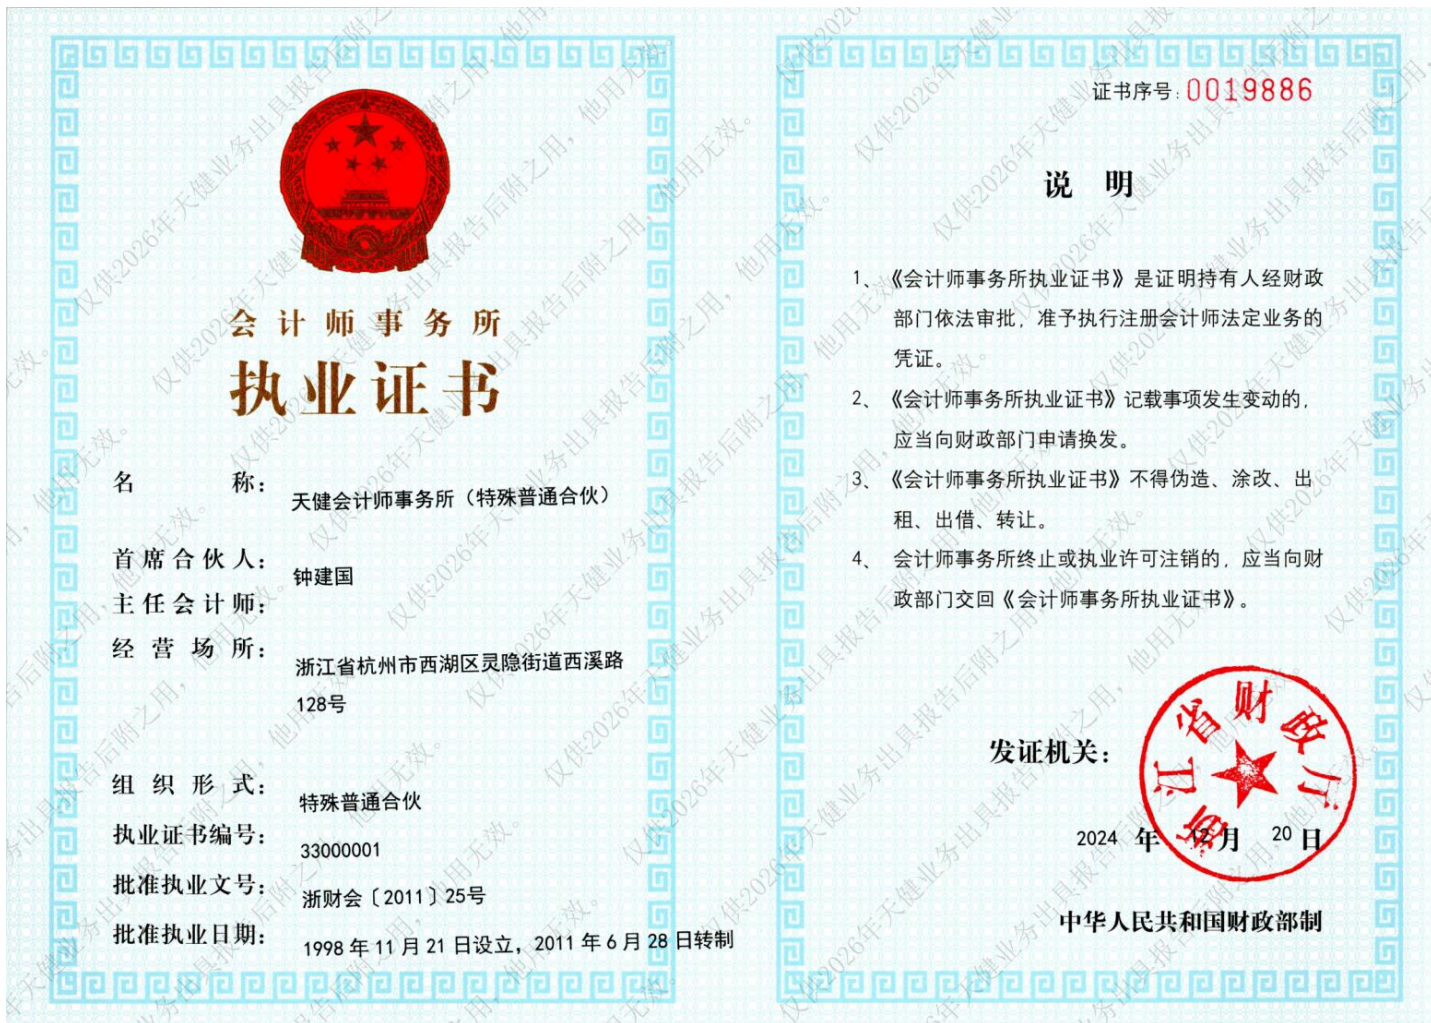 会计师事务所
执业证书
名称：
天健会计师事务所（特殊普通合伙）
首席合伙人：
钟建国
主任会计师：
经营场所：
浙江省杭州市西湖区灵隐街道西溪路
128号
组织形式：
特殊普通合伙
执业证书编号：
33000001
批准执业文号：
浙财会〔2011〕25号
批准执业日期：
1998 年 11 月 21 日设立，2011 年 6 月 28 日转制
证书序号：0019886
说 明
1、《会计师事务所执业证书》是证明持有人经财政
部门依法审批，准予执行注册会计师法定业务的
凭证。
2、《会计师事务所执业证书》记载事项发生变动的，
应当向财政部门申请换发。
3、《会计师事务所执业证书》不得伪造、涂改、出
租、出借、转让。
4、 会计师事务所终止或执业许可注销的，应当向财
政部门交回《会计师事务所执业证书》。
发证机关：
浙江省财政厅
2024 年 12 月 20 日
中华人民共和国财政部制
仅供2026年天健业务出具报告后附之用，他用无效。